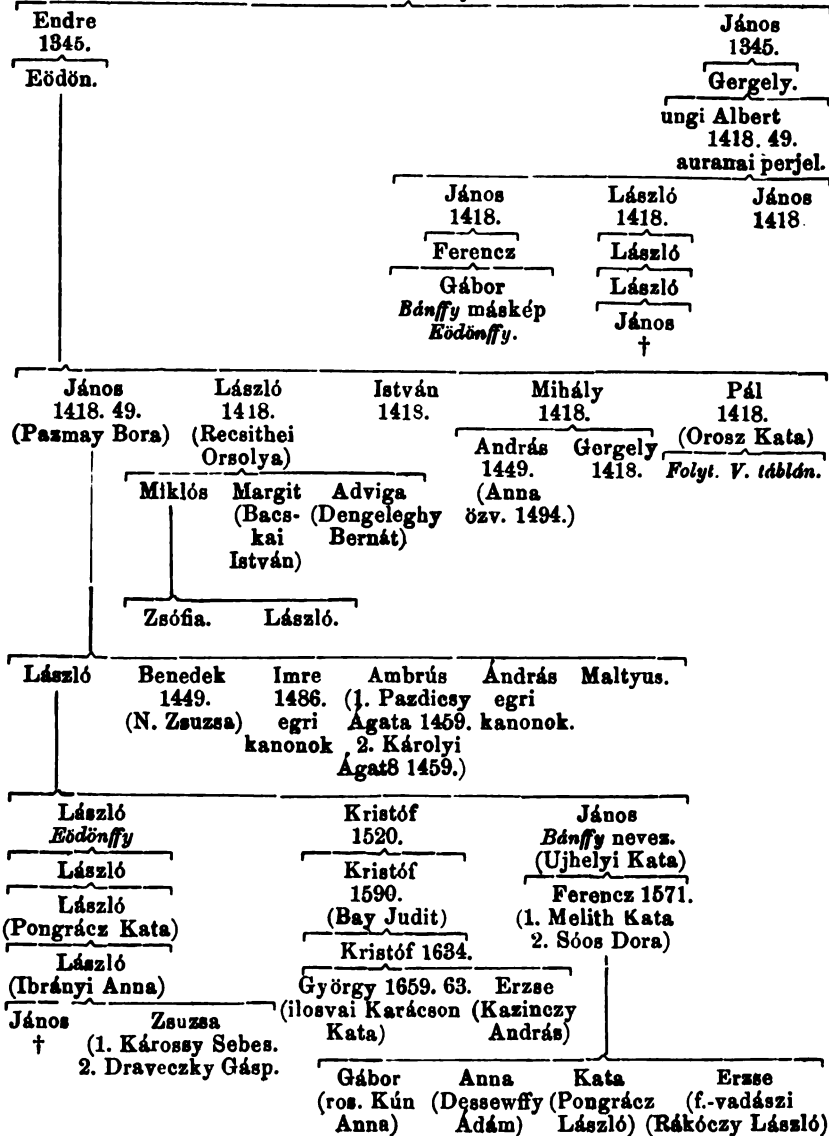 Endre
1345.
Eödön.
János
1345.
Gergely.
ungi Albert
1418. 49.
auranai perjel.
János
1418.
Ferencz
Gábor
Bánffy máskép
Eödönffy.
László
1418.
László
László
János
†
János
1418
János
1418. 49.
(Pazmay Bora)
László
1418.
(Recsithei
Orsolya)
István
1418.
Mihály
1418.
Pál
1418.
(Orosz Kata)
Folyt. V. táblán.
András
1449.
(Anna
özv. 1494.)
Gergely
1418.
Miklós
Margit
(Bacs-
kai
István)
Adviga
(Dengeleghy
Bernát)
Zsófia.
László.
László
Benedek
1449.
(N. Zsuzsa)
Imre
1486.
egri
kanonok
Ambrús
(1. Pazdicsy
Ágata 1459.
2. Károlyi
Ágat8 1459.)
András
egri
kanonok.
Maltyus.
László
Eödönffy
László
László
(Pongrácz Kata)
László
(Ibrányi Anna)
János
†
Zsuzsa
(1. Károssy Sebes.
2. Draveczky Gásp.
Kristóf
1520.
Kristóf
1590.
(Bay Judit)
Kristóf 1634.
György 1659. 63.
(ilosvai Karácson
Kata)
Erzse
(Kazinczy
András)
János
Bánffy nevez.
(Ujhelyi Kata)
Ferencz 1571.
(1. Melith Kata
2. Sóos Dora)
Gábor
(ros. Kún
Anna)
Anna
(Dessewffy
Ádám)
Kata
(Pongrácz
László)
Erzse
(f.-vadászi
Rákóczy László)